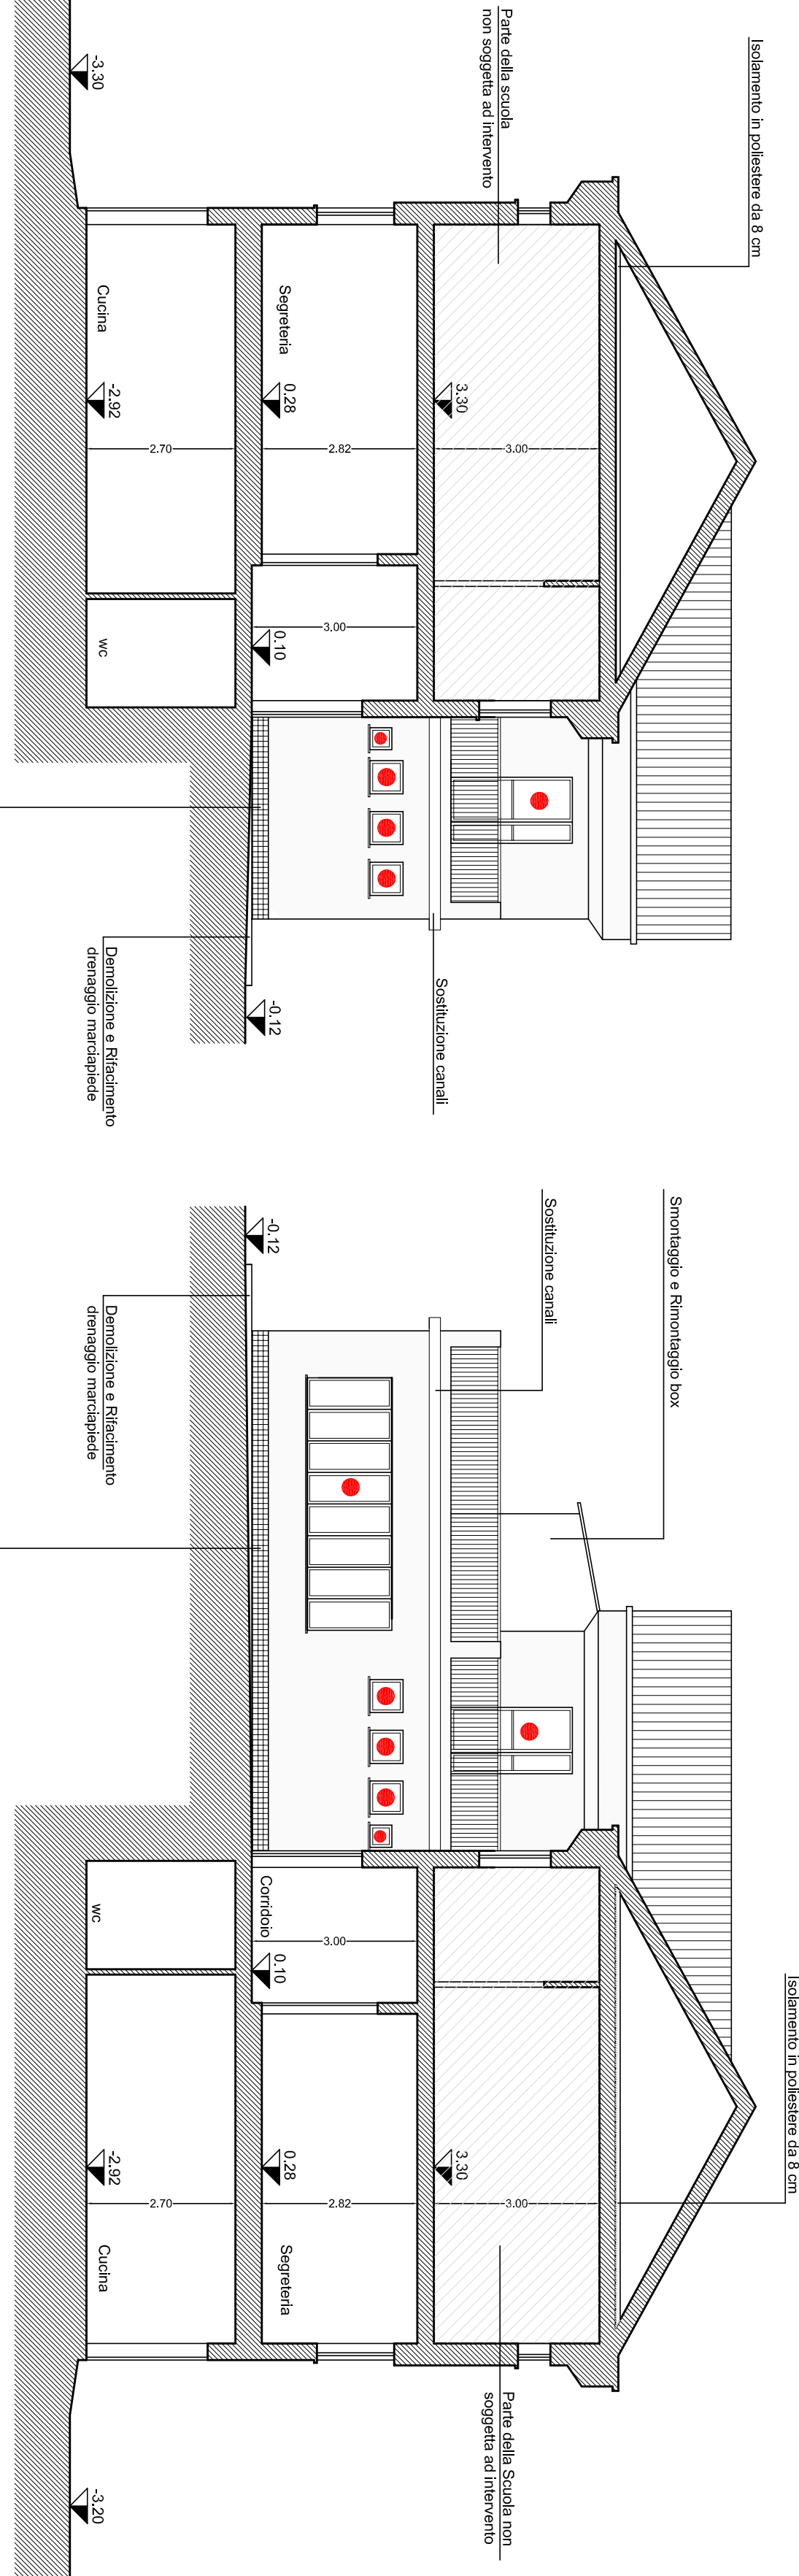 Isolamento in poliestere da 8 cm
Parte della scuola
non soggetta ad intervento
-3.30
3.30
3.00
Segreteria
0.28
2.82
3.00
0.10
Cucina
-2.92
2.70
wc
Sostituzione canali
-0.12
Demolizione e Rifacimento
drenaggio marciapiede
Smontaggio e Rimontaggio box
Sostituzione canali
-0.12
Demolizione e Rifacimento
drenaggio marciapiede
Isolamento in poliestere da 8 cm
3.30
3.00
Parte della Scuola non
soggetta ad intervento
Corridoio
3.00
0.10
0.28
2.82
Segreteria
wc
-2.92
2.70
Cucina
-3.20